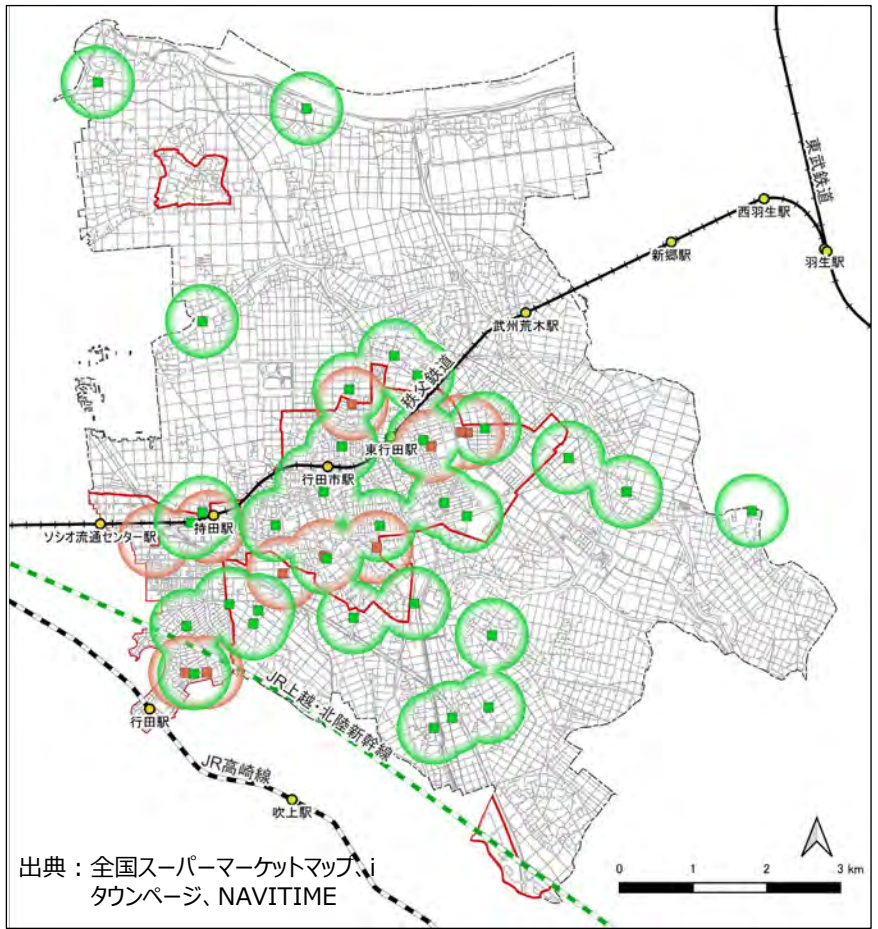 東武鉄道
西羽生駅
新郷駅
羽生駅
武州荒木駅
秩父鉄道
東行田駅
行田市駅
持田駅
ソシオ流通センター駅
JR上越・北陸新幹線
行田駅
JR高崎線
吹上駅
出典：全国スーパーマーケットマップ、i
タウンページ、NAVITIME
0 1 2 3 km